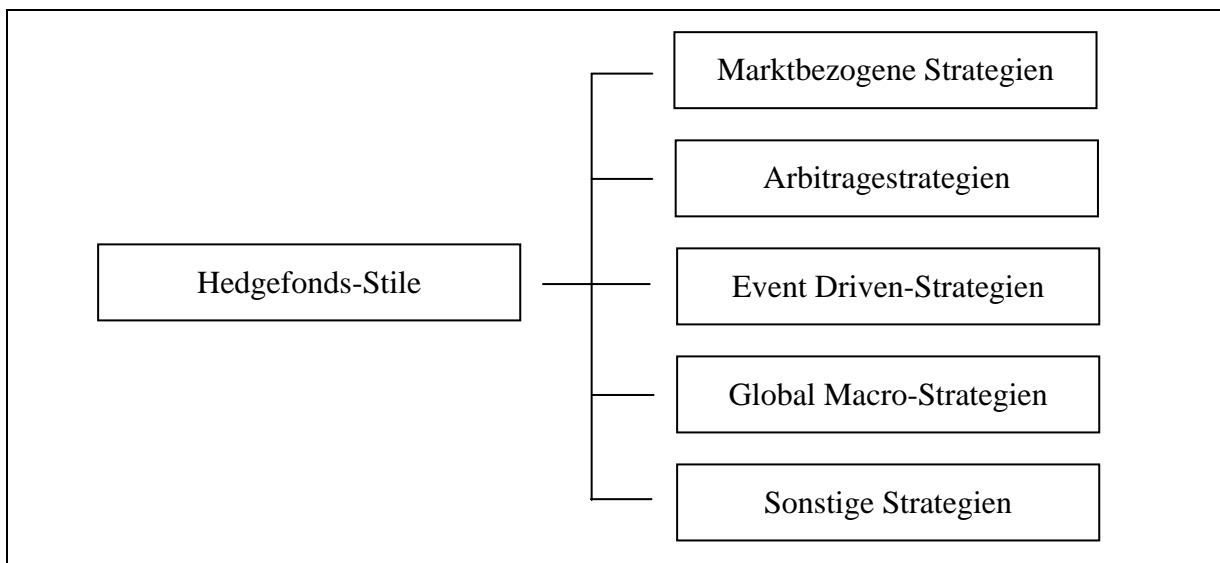 Marktbezogene Strategien
Arbitragestrategien
Hedgefonds-Stile
Event Driven-Strategien
Global Macro-Strategien
Sonstige Strategien